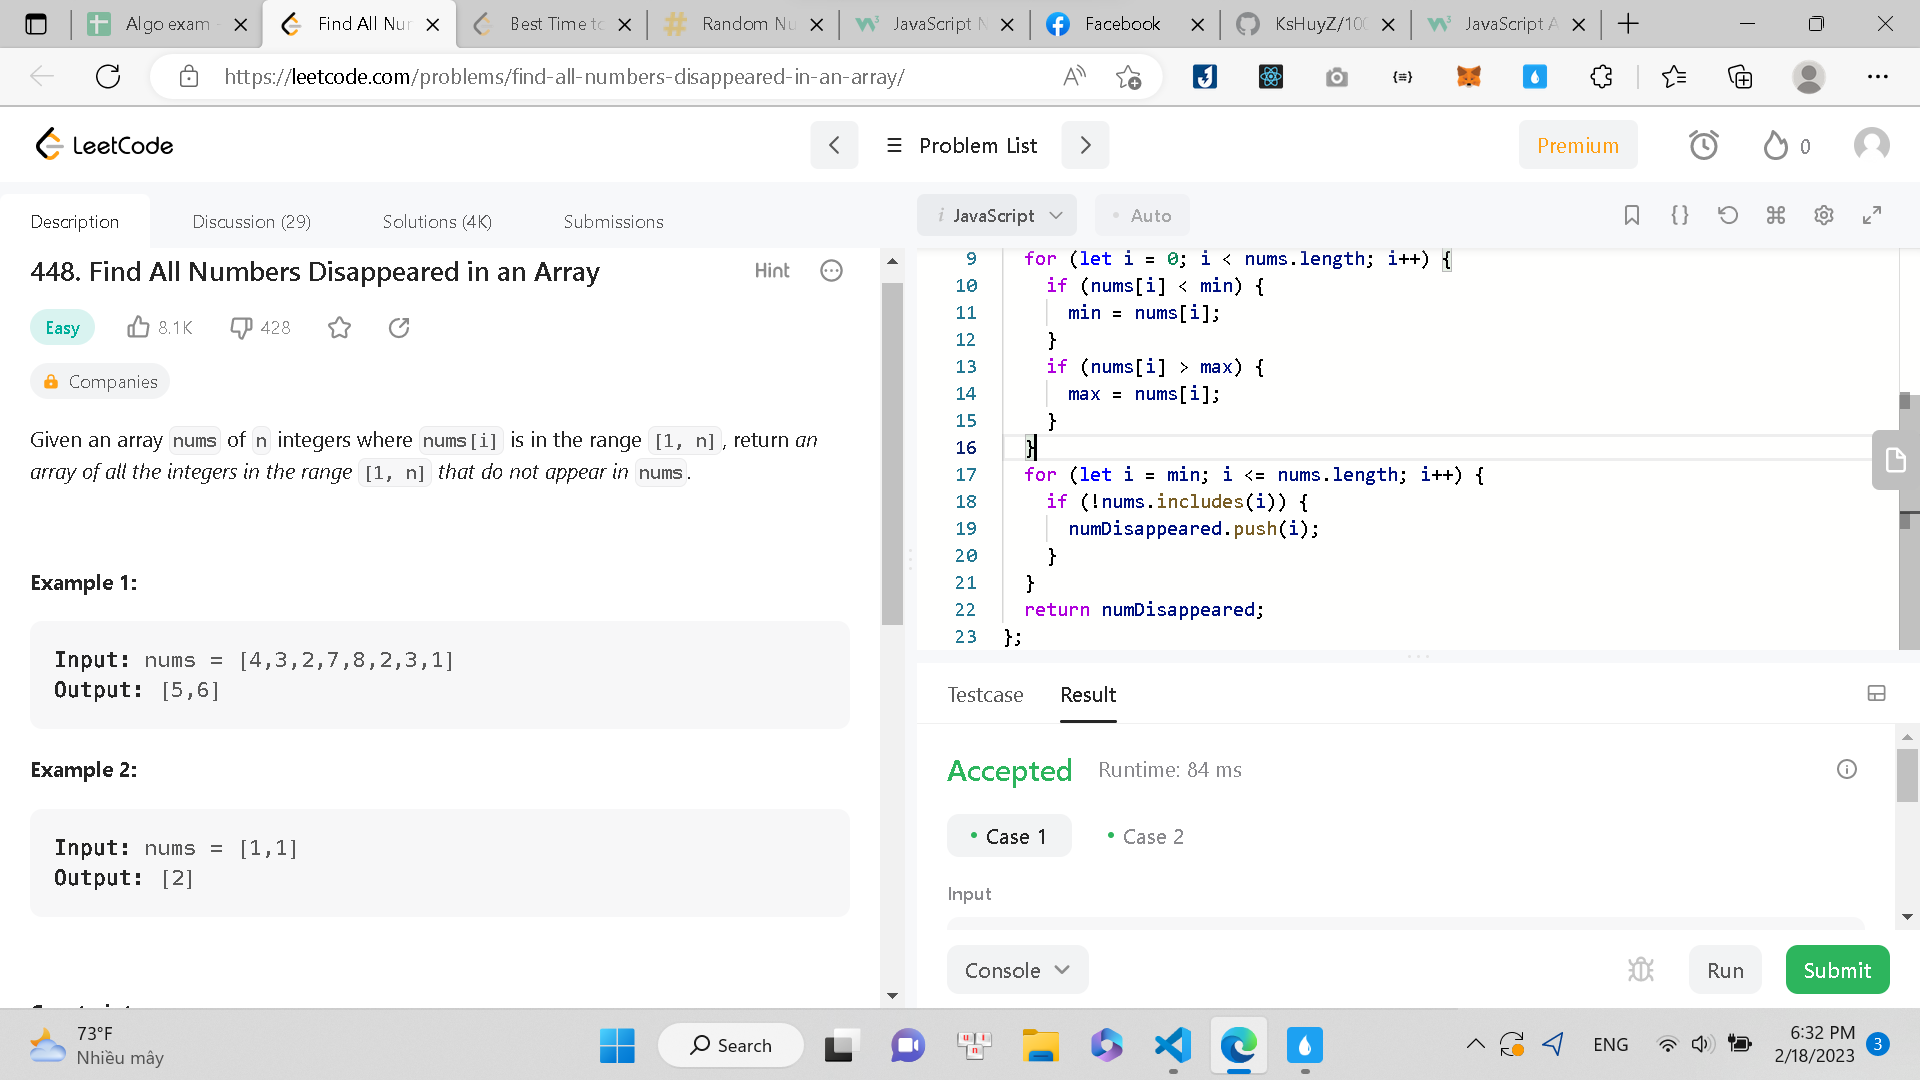 Algo exam
Find All Nur
Best Time to
Random Nu
JavaScript N
Facebook
KsHuyZ/100
JavaScript A
https://leetcode.com/problems/find-all-numbers-disappeared-in-an-array/
LeetCode
Problem List
Premium
0
Description
Discussion (29)
Solutions (4K)
Submissions
i JavaScript
• Auto
448. Find All Numbers Disappeared in an Array
Hint
Easy
8.1K
428
Companies
Given an array nums of n integers where nums[i] is in the range [1, n], return an
array of all the integers in the range [1, n] that do not appear in nums.
Example 1:
Input: nums = [4,3,2,7,8,2,3,1]
Output: [5,6]
Example 2:
Input: nums = [1,1]
Output: [2]
9 for (let i = 0; i < nums.length; i++) {
10 if (nums[i] < min) {
11 min = nums[i];
12 }
13 if (nums[i] > max) {
14 max = nums[i];
15 }
16 }
17 for (let i = min; i <= nums.length; i++) {
18 if (!nums.includes(i)) {
19 numDisappeared.push(i);
20 }
21 }
22 return numDisappeared;
23 };
Testcase
Result
Accepted
Runtime: 84 ms
• Case 1
• Case 2
Input
Console
Run
Submit
73°F
Nhiều mây
Search
ENG
6:32 PM
2/18/2023
3